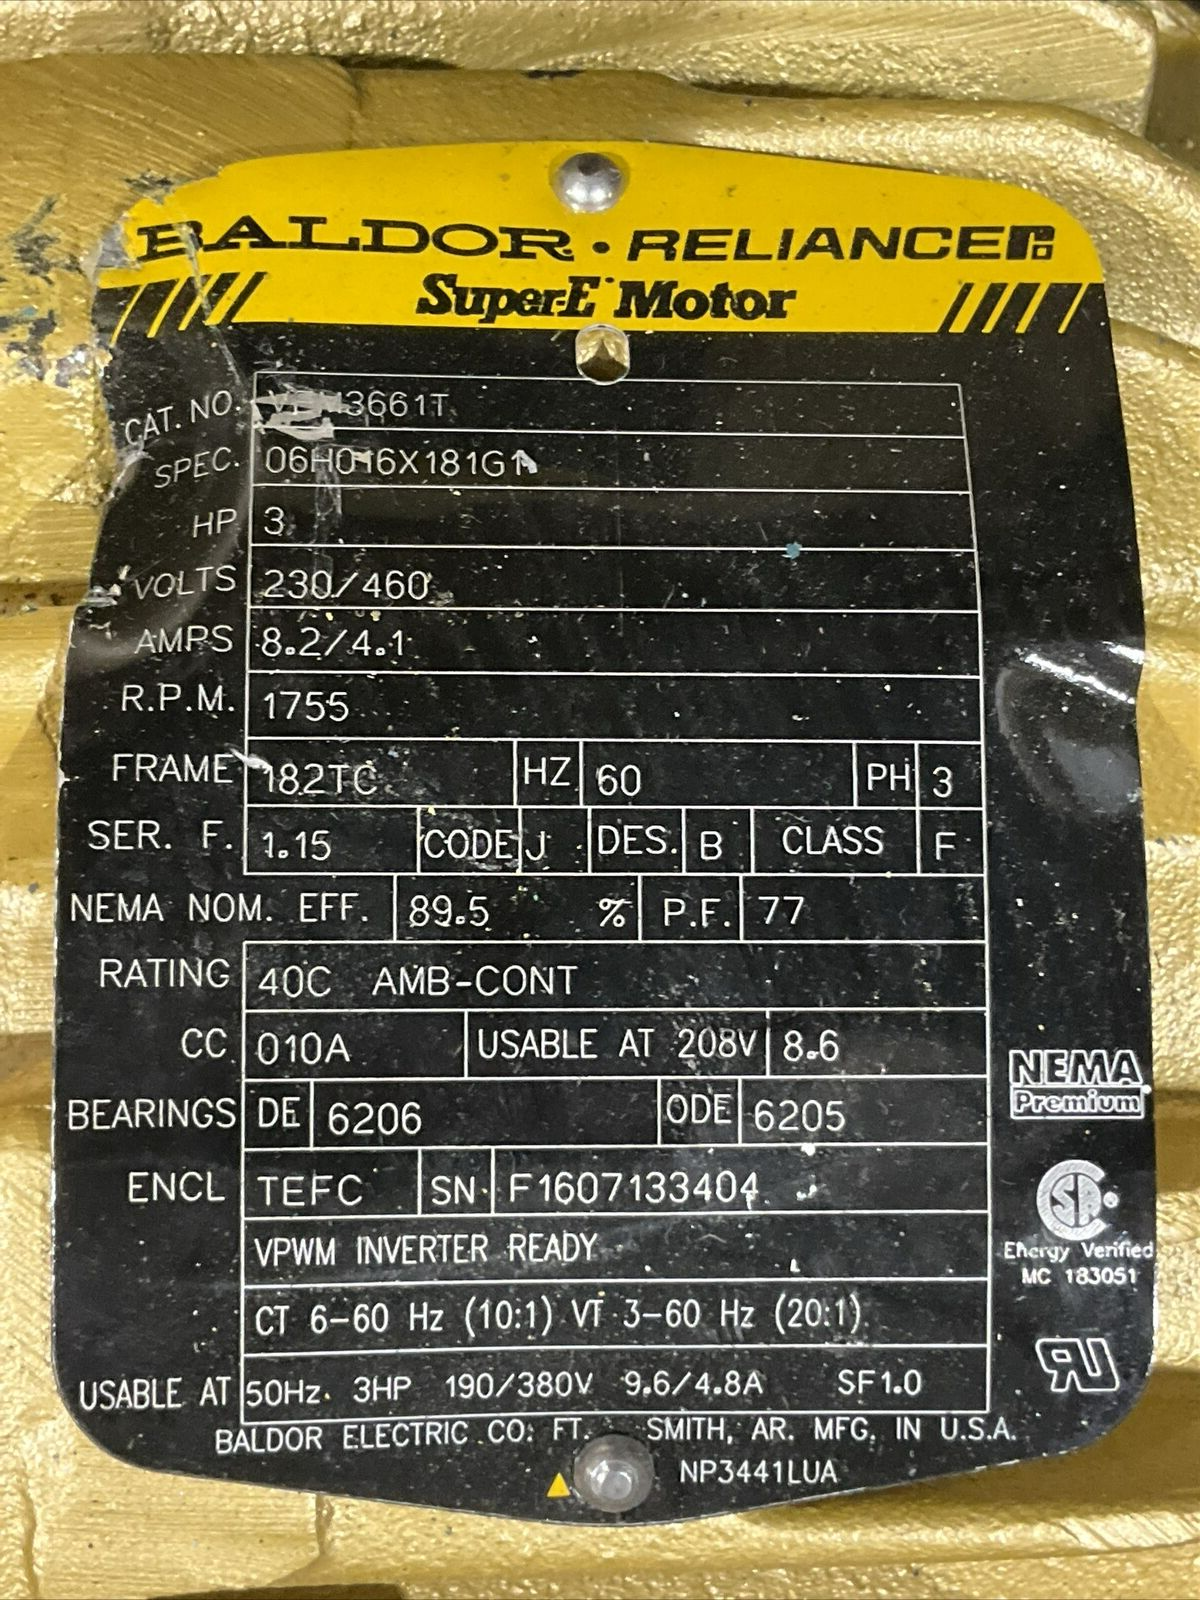 BALDOR · RELIANCE
Super-E Motor
CAT. NO. 3661T
SPEC. 06H016X181G1
HP 3
VOLTS 230/460
AMPS 8.2/4.1
R.P.M. 1755
FRAME 182TC HZ 60 PH 3
SER. F. 1.15 CODE J DES. B CLASS F
NEMA NOM. EFF. 89.5 % P.F. 77
RATING 40C AMB-CONT
CC 010A USABLE AT 208V 8.6
BEARINGS DE 6206 ODE 6205
ENCL TEFC SN F1607133404
VPWM INVERTER READY
CT 6-60 Hz (10:1) VT 3-60 Hz (20:1)
USABLE AT 50Hz 3HP 190/380V 9.6/4.8A SF1.0
BALDOR ELECTRIC CO. FT. SMITH, AR. MFG. IN U.S.A.
NP3441LUA
NEMA
Premium
Energy Verified
MC 183051